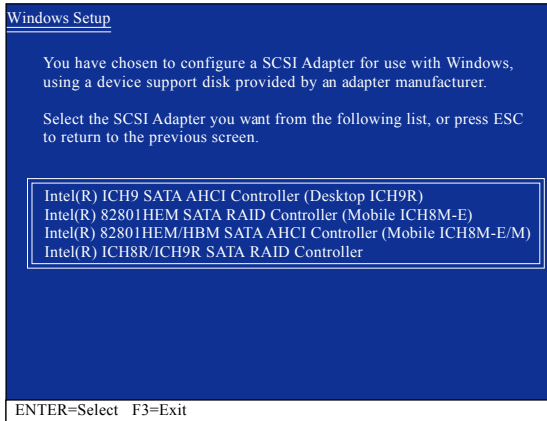 Windows Setup
You have chosen to configure a SCSI Adapter for use with Windows,
using a device support disk provided by an adapter manufacturer.
Select the SCSI Adapter you want from the following list, or press ESC
to return to the previous screen.
Intel(R) ICH9 SATA AHCI Controller (Desktop ICH9R)
Intel(R) 82801HEM SATA RAID Controller (Mobile ICH8M-E)
Intel(R) 82801HEM/HBM SATA AHCI Controller (Mobile ICH8M-E/M)
Intel(R) ICH8R/ICH9R SATA RAID Controller
ENTER=Select F3=Exit